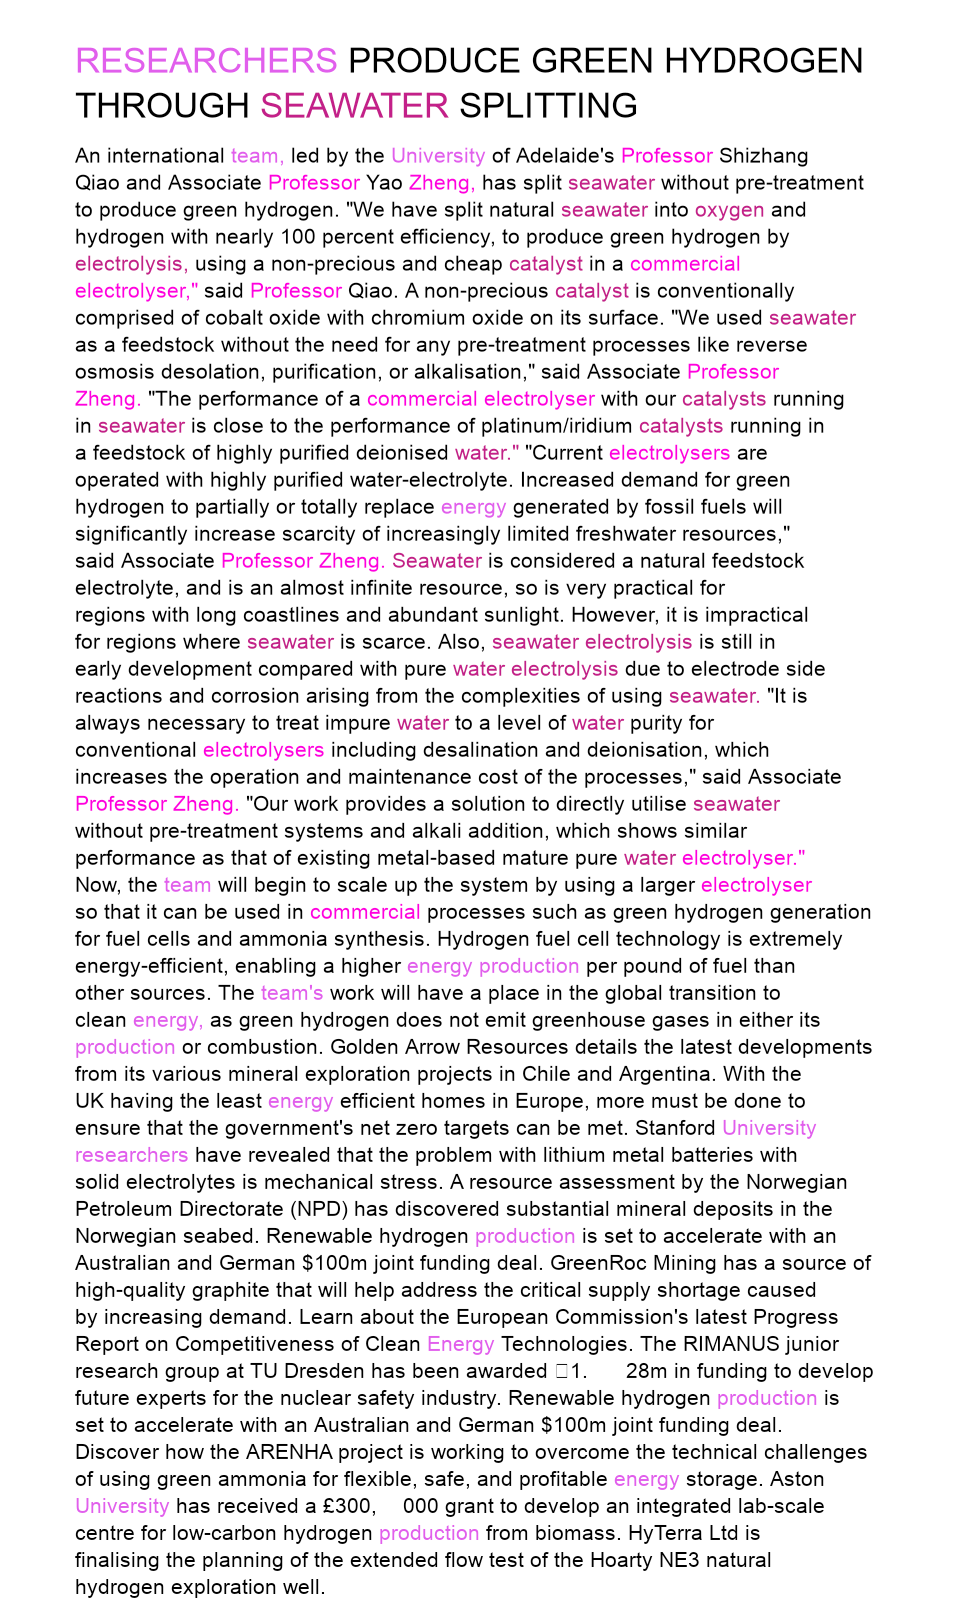 RESEARCHERS PRODUCE GREEN HYDROGEN
THROUGH SEAWATER SPLITTING
An international team, led by the University of Adelaide's Professor Shizhang
Qiao and Associate Professor Yao Zheng, has split seawater without pre-treatment
to produce green hydrogen. "We have split natural seawater into oxygen and
hydrogen with nearly 100 percent efficiency, to produce green hydrogen by
electrolysis, using a non-precious and cheap catalyst in a commercial
electrolyser," said Professor Qiao. A non-precious catalyst is conventionally
comprised of cobalt oxide with chromium oxide on its surface. "We used seawater
as a feedstock without the need for any pre-treatment processes like reverse
osmosis desolation, purification, or alkalisation," said Associate Professor
Zheng. "The performance of a commercial electrolyser with our catalysts running
in seawater is close to the performance of platinum/iridium catalysts running in
a feedstock of highly purified deionised water." "Current electrolysers are
operated with highly purified water-electrolyte. Increased demand for green
hydrogen to partially or totally replace energy generated by fossil fuels will
significantly increase scarcity of increasingly limited freshwater resources,"
said Associate Professor Zheng. Seawater is considered a natural feedstock
electrolyte, and is an almost infinite resource, so is very practical for
regions with long coastlines and abundant sunlight. However, it is impractical
for regions where seawater is scarce. Also, seawater electrolysis is still in
early development compared with pure water electrolysis due to electrode side
reactions and corrosion arising from the complexities of using seawater. "It is
always necessary to treat impure water to a level of water purity for
conventional electrolysers including desalination and deionisation, which
increases the operation and maintenance cost of the processes," said Associate
Professor Zheng. "Our work provides a solution to directly utilise seawater
without pre-treatment systems and alkali addition, which shows similar
performance as that of existing metal-based mature pure water electrolyser."
Now, the team will begin to scale up the system by using a larger electrolyser
so that it can be used in commercial processes such as green hydrogen generation
for fuel cells and ammonia synthesis. Hydrogen fuel cell technology is extremely
energy-efficient, enabling a higher energy production per pound of fuel than
other sources. The team's work will have a place in the global transition to
clean energy, as green hydrogen does not emit greenhouse gases in either its
production or combustion. Golden Arrow Resources details the latest developments
from its various mineral exploration projects in Chile and Argentina. With the
UK having the least energy efficient homes in Europe, more must be done to
ensure that the government's net zero targets can be met. Stanford University
researchers have revealed that the problem with lithium metal batteries with
solid electrolytes is mechanical stress. A resource assessment by the Norwegian
Petroleum Directorate (NPD) has discovered substantial mineral deposits in the
Norwegian seabed. Renewable hydrogen production is set to accelerate with an
Australian and German $100m joint funding deal. GreenRoc Mining has a source of
high-quality graphite that will help address the critical supply shortage caused
by increasing demand. Learn about the European Commission's latest Progress
Report on Competitiveness of Clean Energy Technologies. The RIMANUS junior
research group at TU Dresden has been awarded □1. 28m in funding to develop
future experts for the nuclear safety industry. Renewable hydrogen production is
set to accelerate with an Australian and German $100m joint funding deal.
Discover how the ARENHA project is working to overcome the technical challenges
of using green ammonia for flexible, safe, and profitable energy storage. Aston
University has received a £300, 000 grant to develop an integrated lab-scale
centre for low-carbon hydrogen production from biomass. HyTerra Ltd is
finalising the planning of the extended flow test of the Hoarty NE3 natural
hydrogen exploration well.